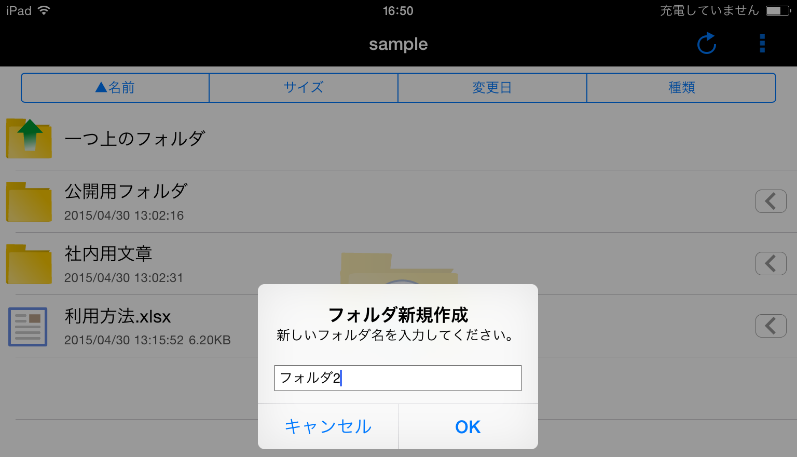 iPad 16:50 充電していません
sample
▲名前 サイズ 変更日 種類
一つ上のフォルダ
公開用フォルダ
2015/04/30 13:02:16
社内用文章
2015/04/30 13:02:31
利用方法.xlsx
2015/04/30 13:15:52 6.20KB
フォルダ新規作成
新しいフォルダ名を入力してください。
フォルダ2
キャンセル OK